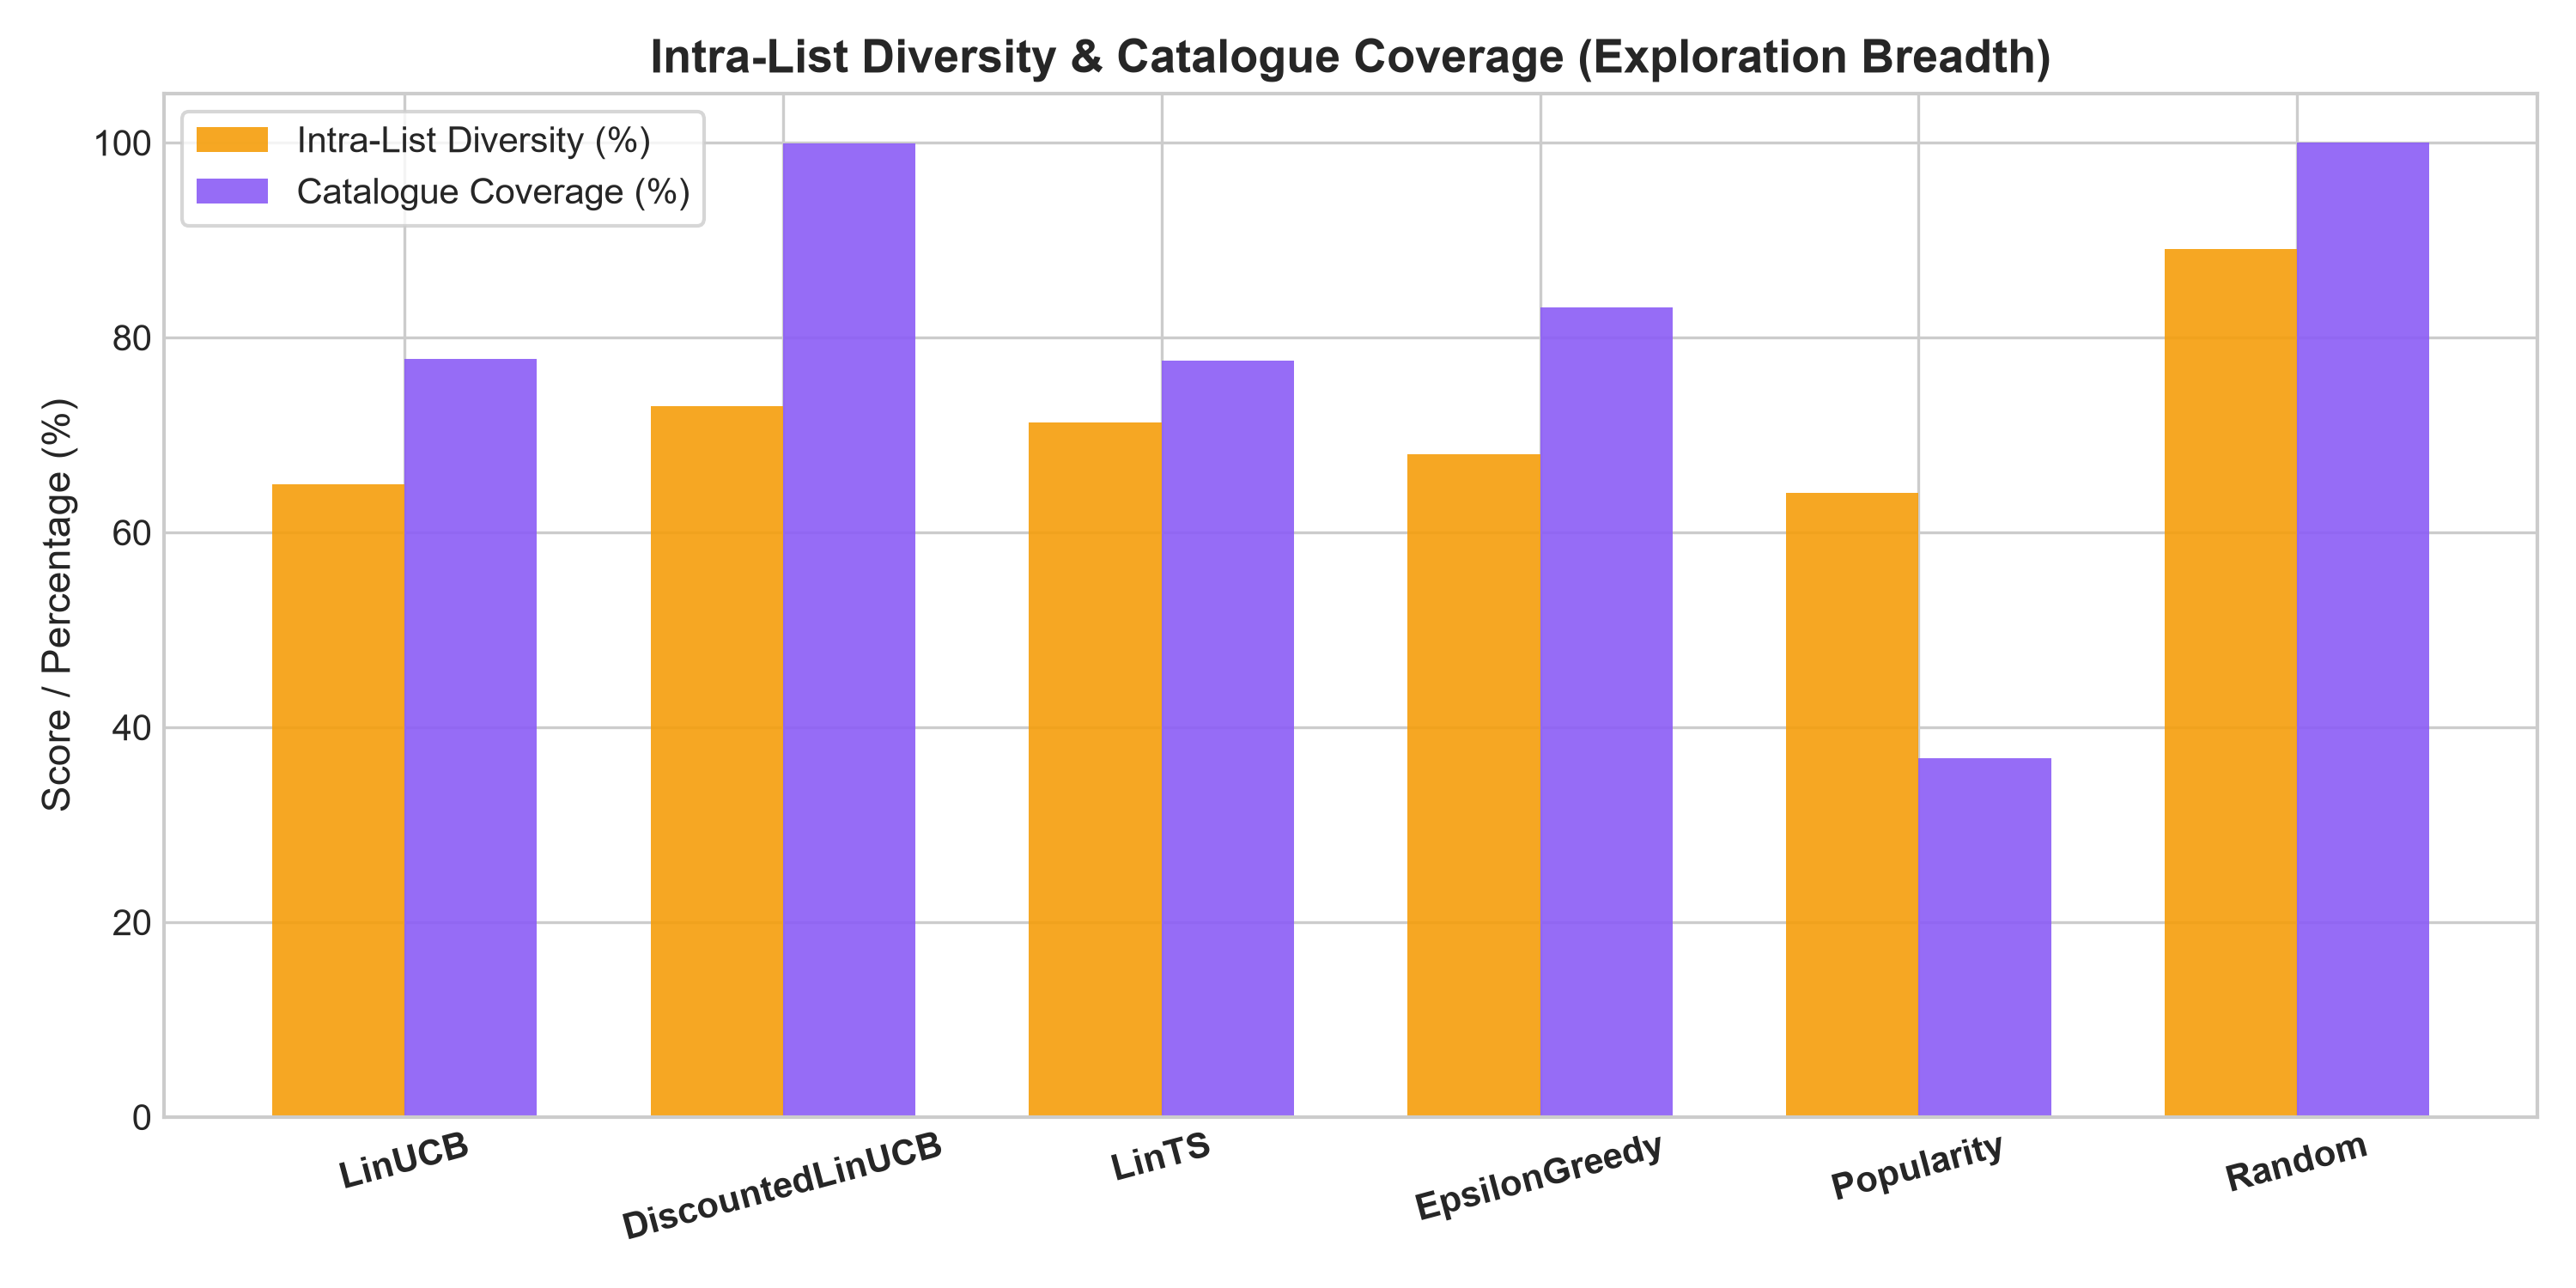 Intra-List Diversity & Catalogue Coverage (Exploration Breadth)
Intra-List Diversity (%)
Catalogue Coverage (%)
Score / Percentage (%)
100
80
60
40
20
0
LinUCB
DiscountedLinUCB
LinTS
EpsilonGreedy
Popularity
Random